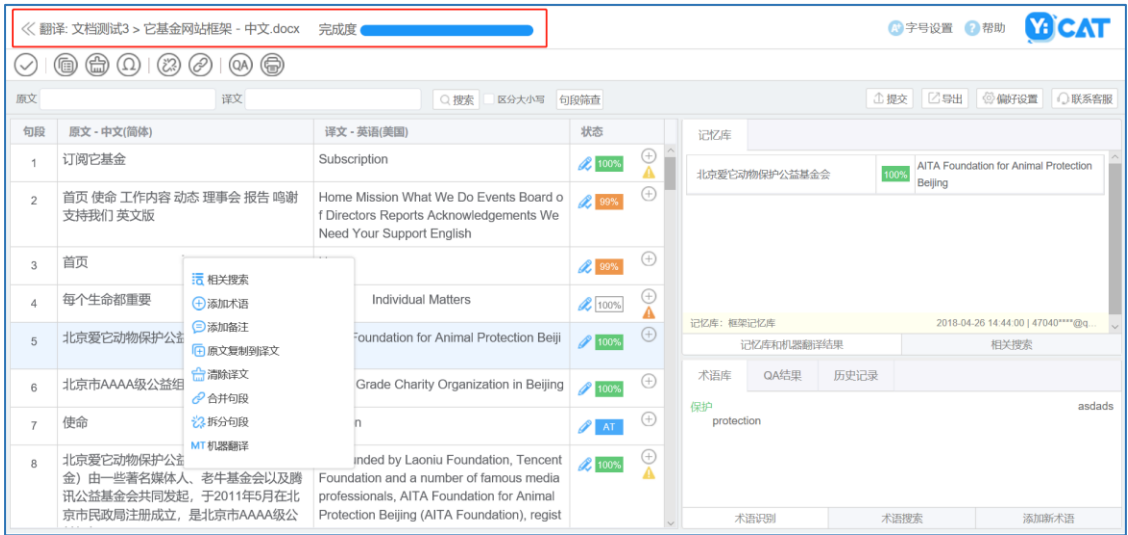 翻译: 文档测试3 > 它基金网站框架 - 中文.docx 完成度
字号设置 帮助 YiCAT
QA
原文 译文 搜索 区分大小写 句段筛查 提交 导出 偏好设置 联系客服
句段 原文 - 中文(简体) 译文 - 英语(美国) 状态
1 订阅它基金 Subscription 100%
2 首页 使命 工作内容 动态 理事会 报告 鸣谢 Home Mission What We Do Events Board o 99%
支持我们 英文版 f Directors Reports Acknowledgements We
Need Your Support English
3 首页 99%
4 每个生命都重要 Individual Matters 100%
5 北京爱它动物保护公益 Foundation for Animal Protection Beiji 100%
6 北京市AAAA级公益组 Grade Charity Organization in Beijing 100%
7 使命 n AT
8 北京爱它动物保护公益 unded by Laoniu Foundation, Tencent 100%
金）由一些著名媒体人、老牛基金会以及腾 Foundation and a number of famous media
讯公益基金会共同发起，于2011年5月在北 professionals, AITA Foundation for Animal
京市民政局注册成立，是北京市AAAA级公 Protection Beijing (AITA Foundation), regist
相关搜索
添加术语
添加备注
原文复制到译文
清除译文
合并句段
拆分句段
MT 机器翻译
记忆库
北京爱它动物保护公益基金会 100% AITA Foundation for Animal Protection
Beijing
记忆库：框架记忆库 2018-04-26 14:44:00 | 47040****@q...
记忆库和机器翻译结果 相关搜索
术语库 QA结果 历史记录
保护 asdads
protection
术语识别 术语搜索 添加新术语